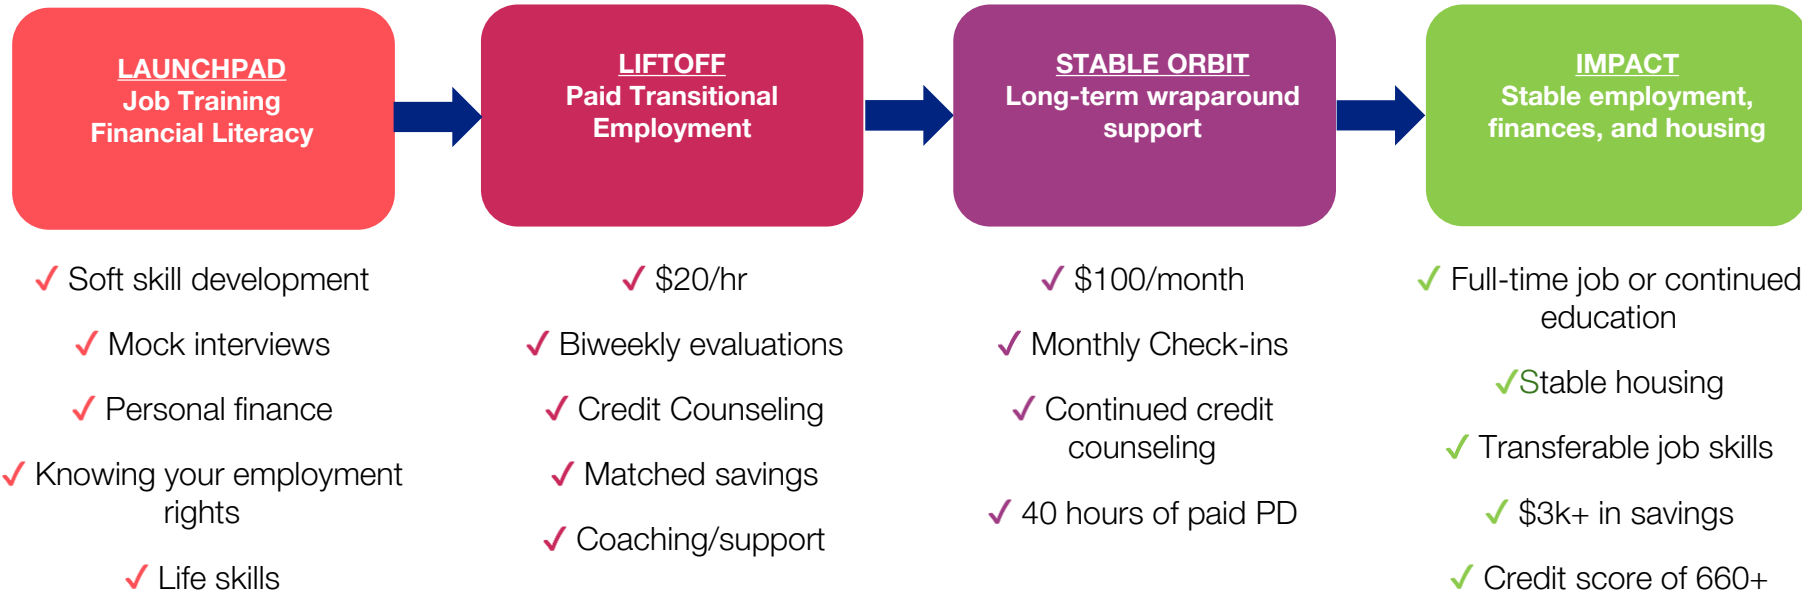 LAUNCHPAD
Job Training
Financial Literacy
✓ Soft skill development
✓ Mock interviews
✓ Personal finance
✓ Knowing your employment
rights
✓ Life skills
LIFTOFF
Paid Transitional
Employment
✓ $20/hr
✓ Biweekly evaluations
✓ Credit Counseling
✓ Matched savings
✓ Coaching/support
STABLE ORBIT
Long-term wraparound
support
✓ $100/month
✓ Monthly Check-ins
✓ Continued credit
counseling
✓ 40 hours of paid PD
IMPACT
Stable employment,
finances, and housing
✓ Full-time job or continued
education
✓Stable housing
✓ Transferable job skills
✓ $3k+ in savings
✓ Credit score of 660+